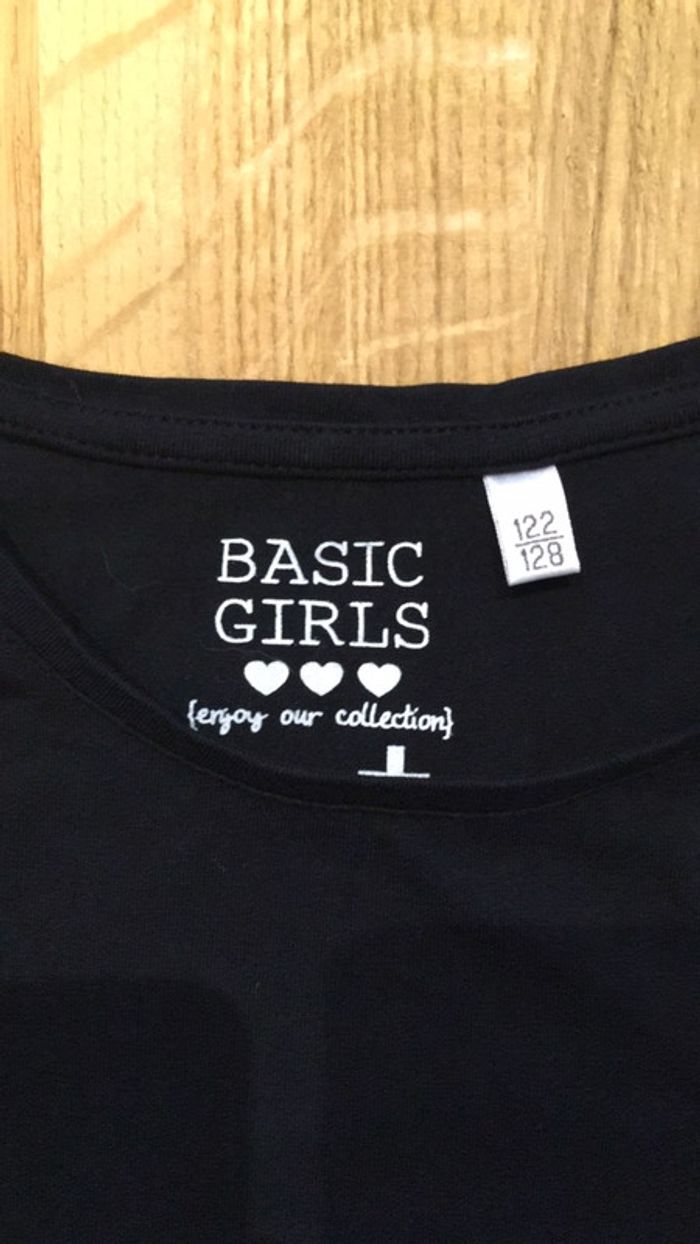 BASIC
GIRLS
{enjoy our collection}
122
128